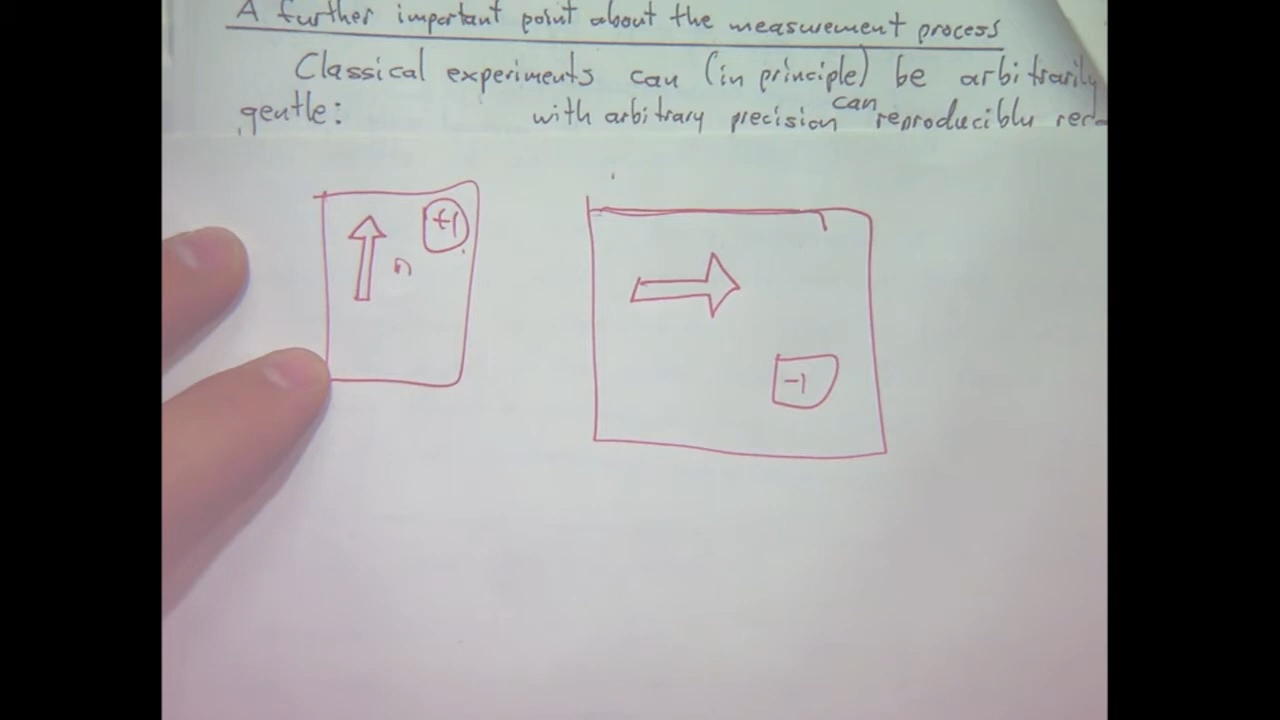 A further important point about the measurement process
Classical experiments can (in principle) be arbitrarily
gentle: with arbitrary precision can reproducibly red-
+1
n
-1